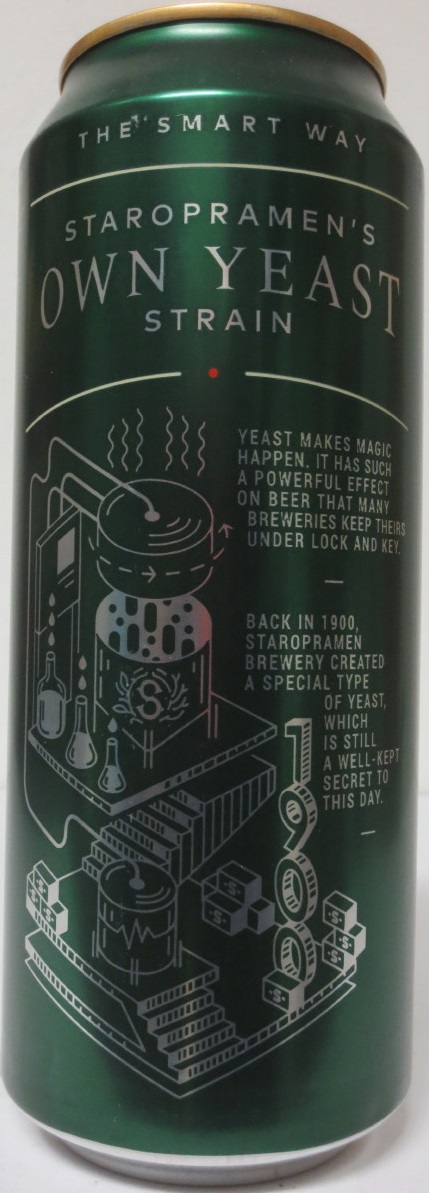 THE SMART WAY
STAROPRAMEN'S
OWN YEAST
STRAIN
YEAST MAKES MAGIC
HAPPEN. IT HAS SUCH
A POWERFUL EFFECT
ON BEER THAT MANY
BREWERIES KEEP THEIRS
UNDER LOCK AND KEY.
BACK IN 1900,
STAROPRAMEN
BREWERY CREATED
A SPECIAL TYPE
OF YEAST,
WHICH
IS STILL
A WELL-KEPT
SECRET TO
THIS DAY.
S
1900
S
S
S
S
S
S
S
S